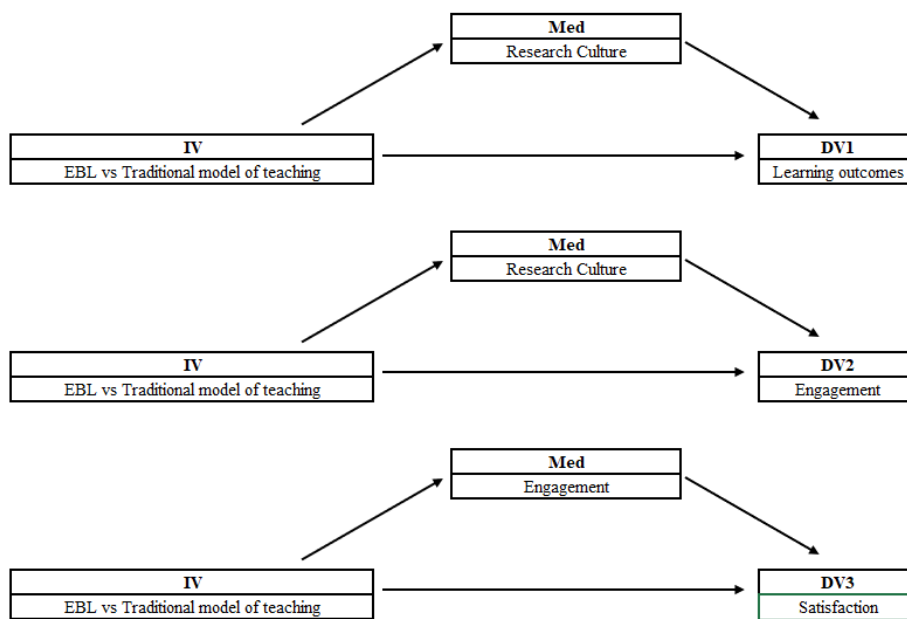 Med
Research Culture
IV
EBL vs Traditional model of teaching
DV1
Learning outcomes
Med
Research Culture
IV
EBL vs Traditional model of teaching
DV2
Engagement
Med
Engagement
IV
EBL vs Traditional model of teaching
DV3
Satisfaction